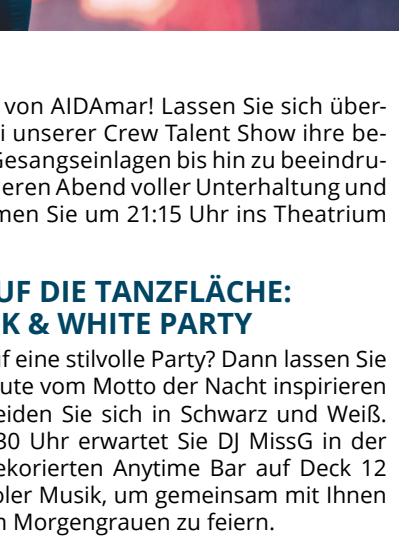 von AIDAmar! Lassen Sie sich über-
i unserer Crew Talent Show ihre be-
Gesangseinlagen bis hin zu beeindru-
eren Abend voller Unterhaltung und
men Sie um 21:15 Uhr ins Theatrium
UF DIE TANZFLÄCHE:
K & WHITE PARTY
f eine stilvolle Party? Dann lassen Sie
ute vom Motto der Nacht inspirieren
eiden Sie sich in Schwarz und Weiß.
30 Uhr erwartet Sie DJ MissG in der
ekorierten Anytime Bar auf Deck 12
oler Musik, um gemeinsam mit Ihnen
n Morgengrauen zu feiern.